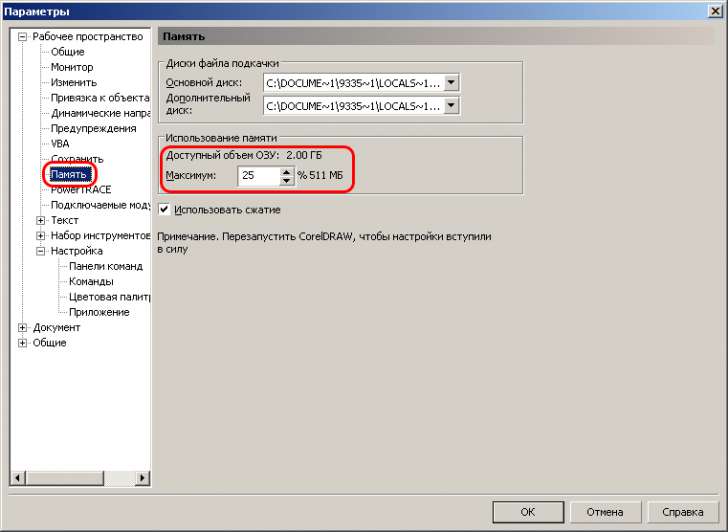 Параметры
Рабочее пространство
Общие
Монитор
Изменить
Привязка к объекта
Динамические напра
Предупреждения
VBA
Сохранить
Память
PowerTRACE
Подключаемые моду
Текст
Набор инструментов
Настройка
Панели команд
Команды
Цветовая палитр
Приложение
Документ
Общие
Память
Диски файла подкачки
Основной диск: C:\DOCUME~1\9335~1\LOCALS~1...
Дополнительный
диск: C:\DOCUME~1\9335~1\LOCALS~1...
Использование памяти
Доступный объем ОЗУ: 2.00 ГБ
Максимум: 25 % 511 МБ
Использовать сжатие
Примечание. Перезапустить CorelDRAW, чтобы настройки вступили
в силу
OK Отмена Справка